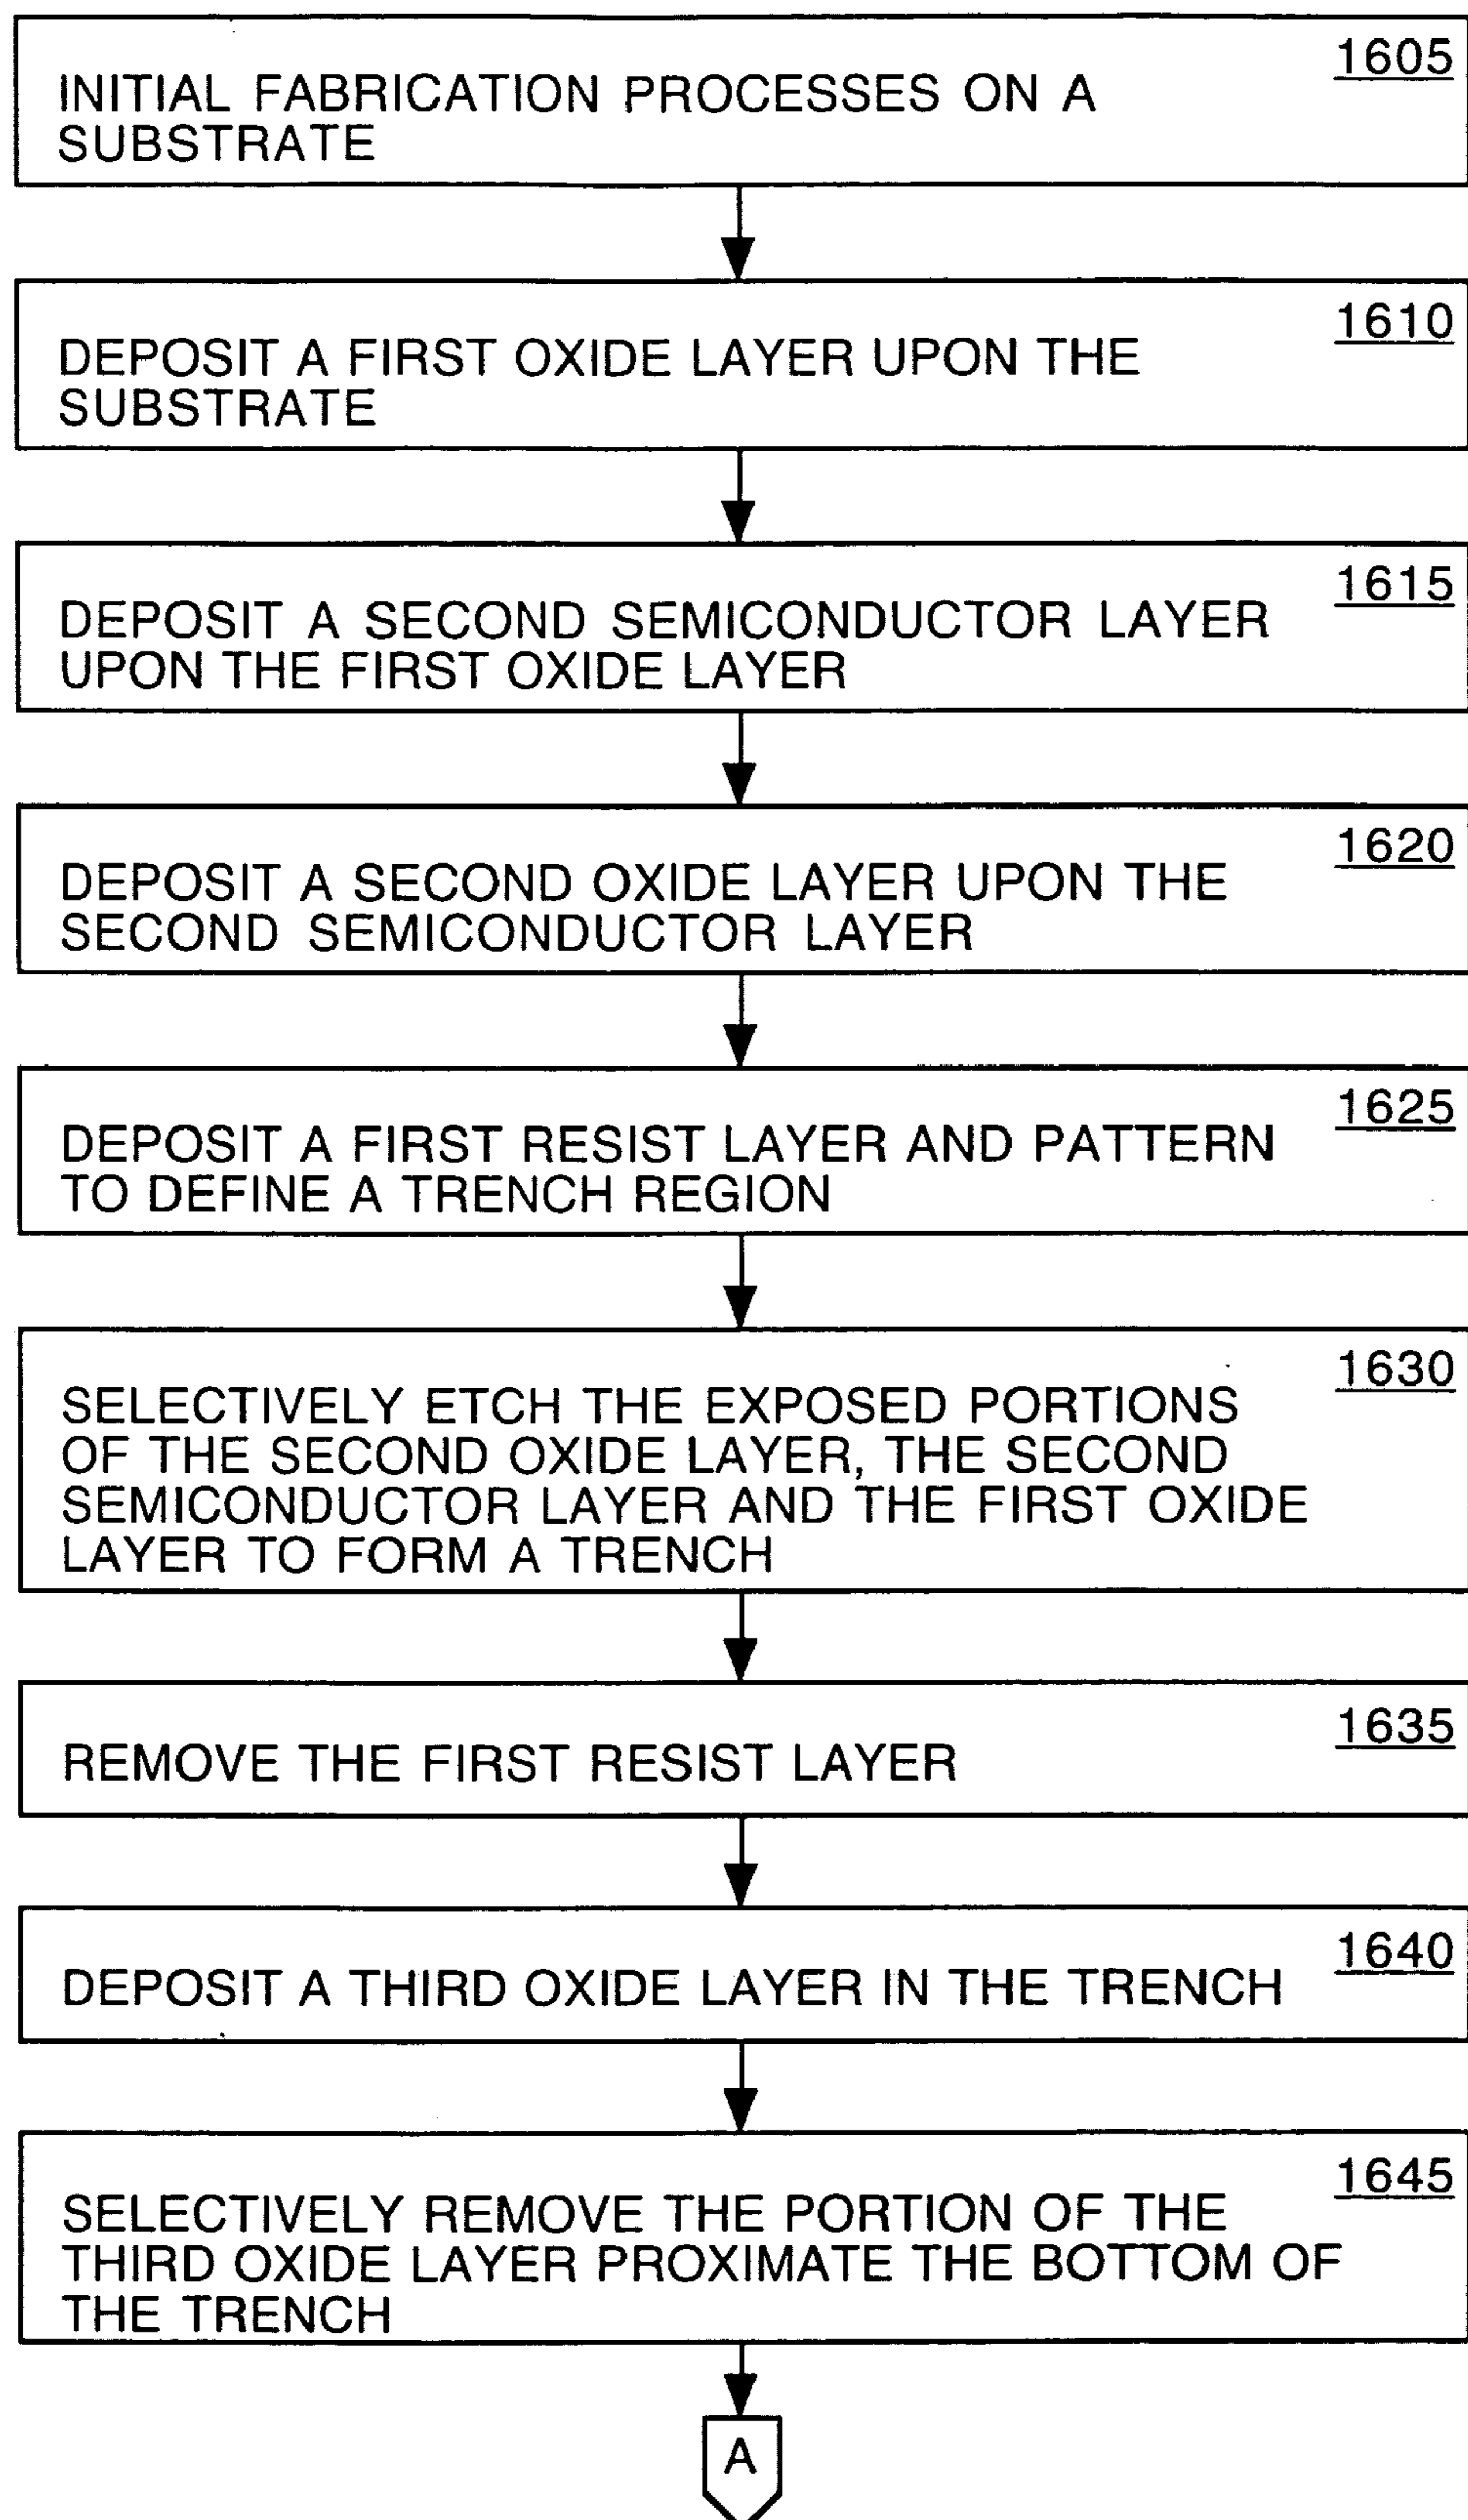 1605
INITIAL FABRICATION PROCESSES ON A
SUBSTRATE
1610
DEPOSIT A FIRST OXIDE LAYER UPON THE
SUBSTRATE
1615
DEPOSIT A SECOND SEMICONDUCTOR LAYER
UPON THE FIRST OXIDE LAYER
1620
DEPOSIT A SECOND OXIDE LAYER UPON THE
SECOND SEMICONDUCTOR LAYER
1625
DEPOSIT A FIRST RESIST LAYER AND PATTERN
TO DEFINE A TRENCH REGION
1630
SELECTIVELY ETCH THE EXPOSED PORTIONS
OF THE SECOND OXIDE LAYER, THE SECOND
SEMICONDUCTOR LAYER AND THE FIRST OXIDE
LAYER TO FORM A TRENCH
1635
REMOVE THE FIRST RESIST LAYER
1640
DEPOSIT A THIRD OXIDE LAYER IN THE TRENCH
1645
SELECTIVELY REMOVE THE PORTION OF THE
THIRD OXIDE LAYER PROXIMATE THE BOTTOM OF
THE TRENCH
A